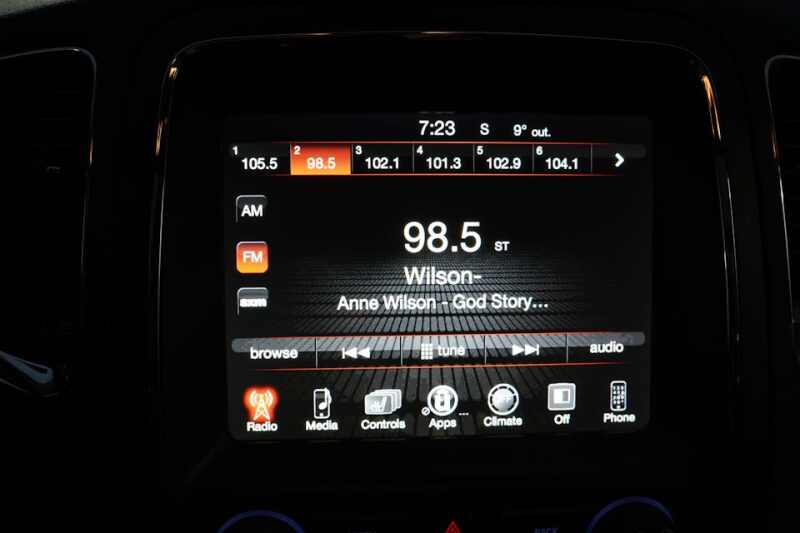 7:23 S 9° out.
1 105.5 2 98.5 3 102.1 4 101.3 5 102.9 6 104.1
AM
98.5 ST
FM
Wilson-
Anne Wilson - God Story...
sxm
browse tune audio
Radio Media Controls Apps ... Climate Off Phone
BACK